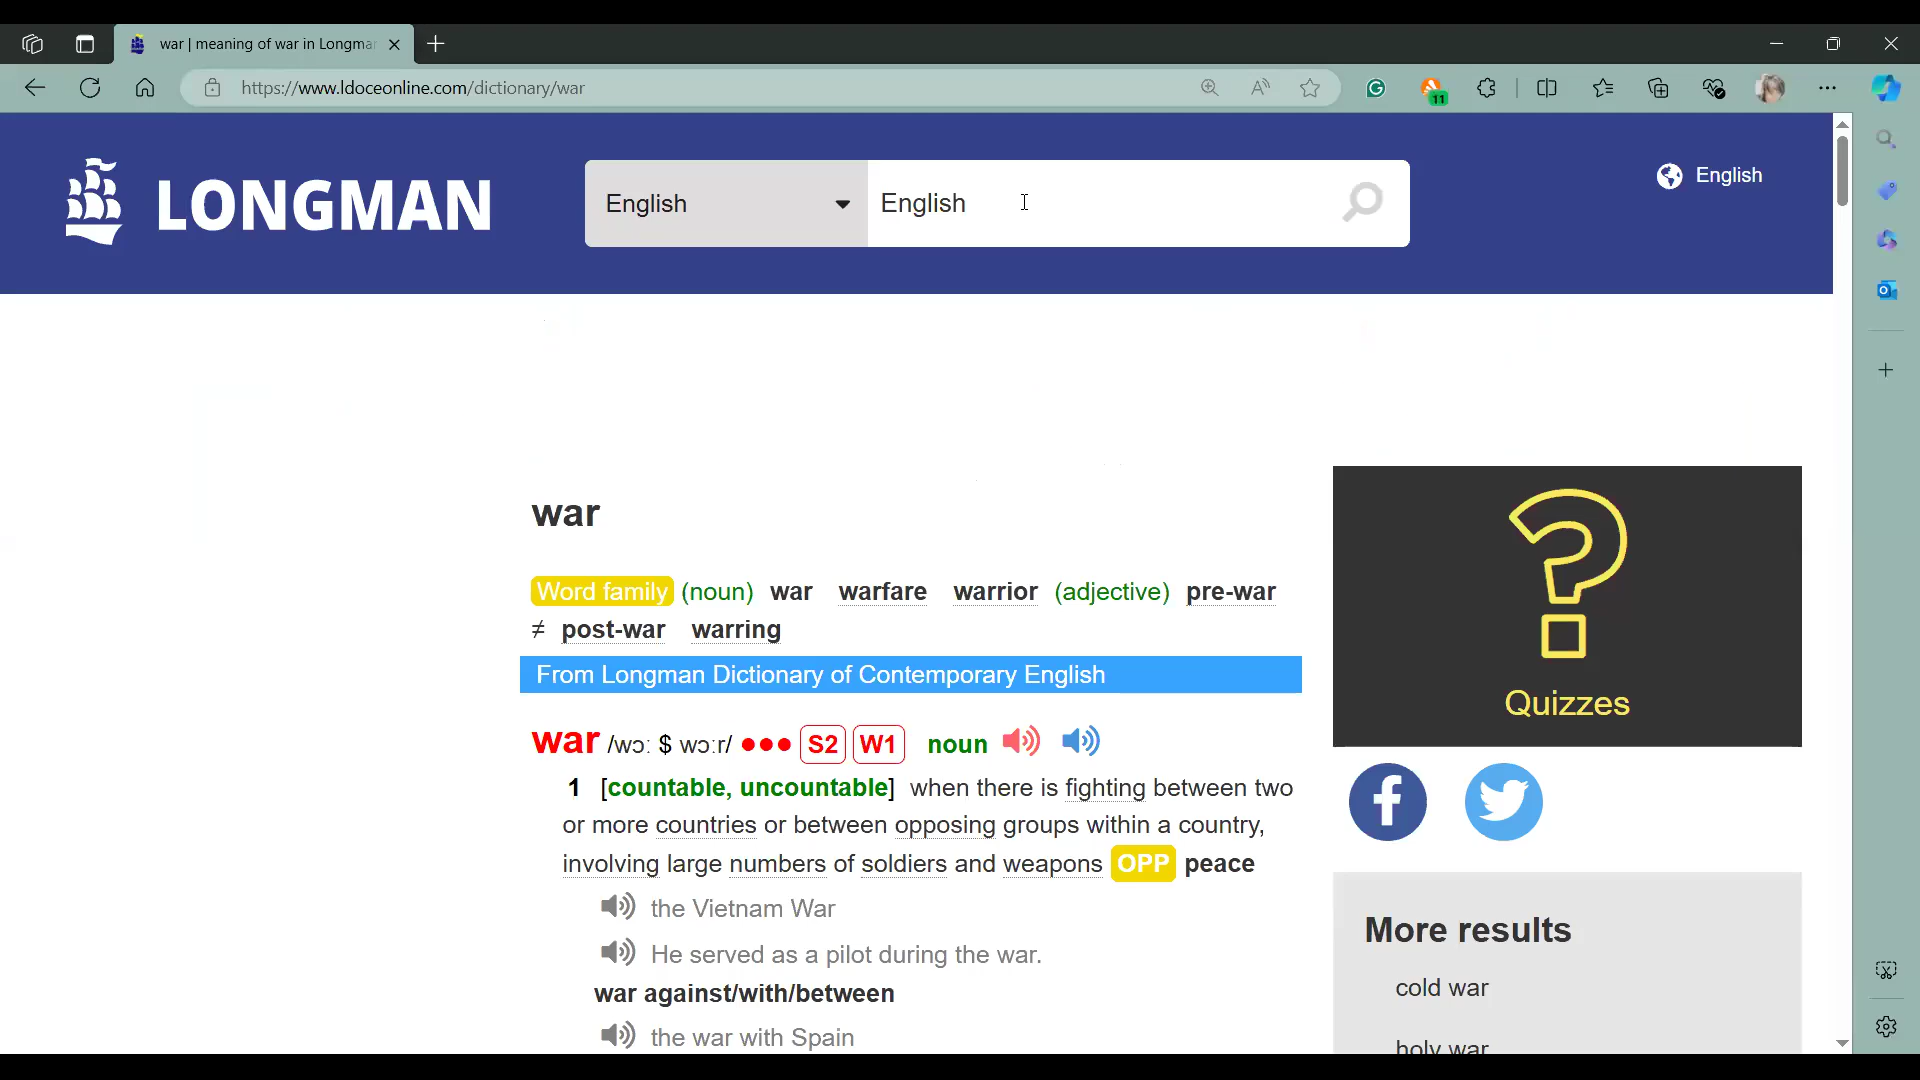 war | meaning of war in Longma
https://www.ldoceonline.com/dictionary/war
11
LONGMAN
English
English
English
war
Word family (noun) war warfare warrior (adjective) pre-war
≠ post-war warring
From Longman Dictionary of Contemporary English
war /wɔː $ wɔːr/ ●●● S2 W1 noun
1 [countable, uncountable] when there is fighting between two
or more countries or between opposing groups within a country,
involving large numbers of soldiers and weapons OPP peace
the Vietnam War
He served as a pilot during the war.
war against/with/between
the war with Spain
Quizzes
More results
cold war
holy war